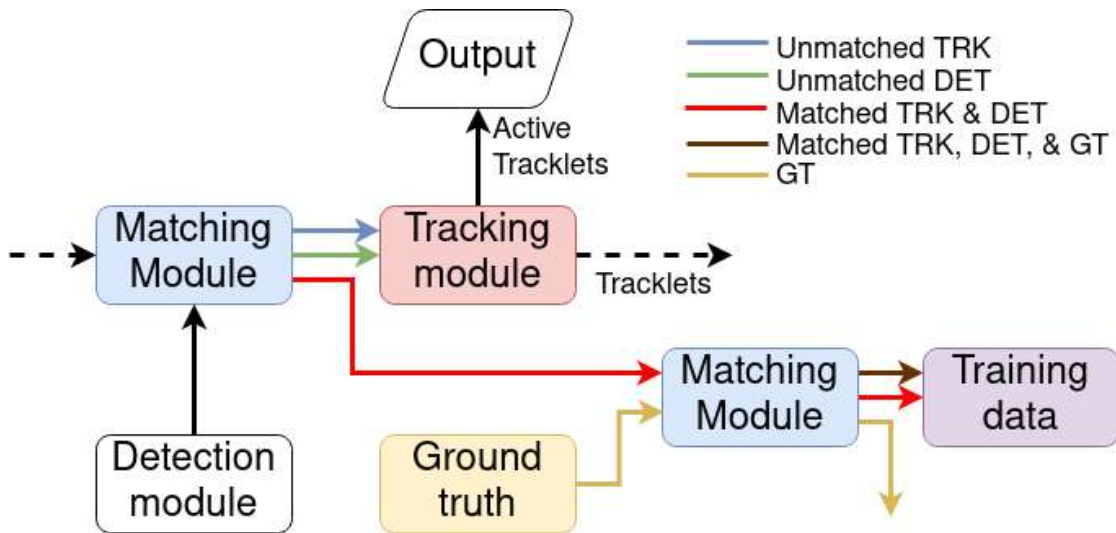 Output
Unmatched TRK
Unmatched DET
Matched TRK & DET
Matched TRK, DET, & GT
GT
Active
Tracklets
Matching
Module
Tracking
module
Tracklets
Matching
Module
Training
data
Detection
module
Ground
truth